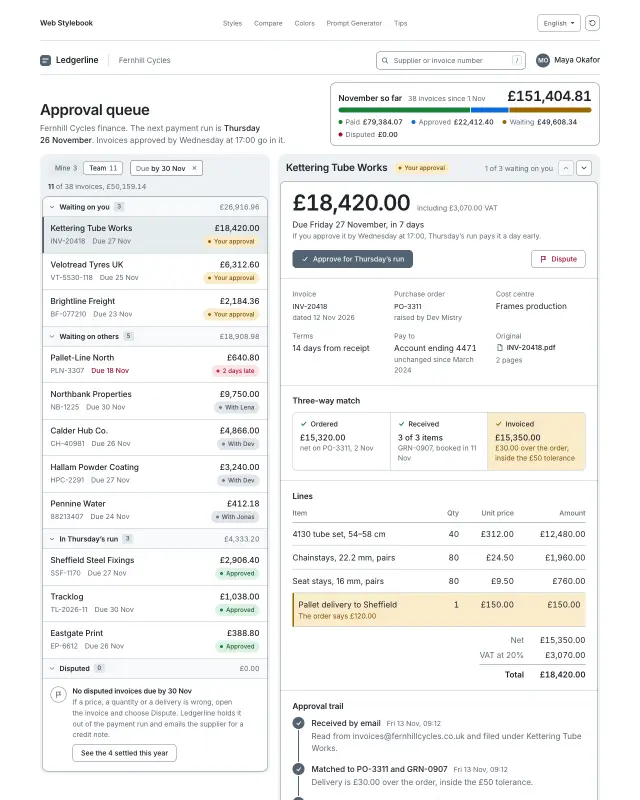 Web Stylebook
Styles
Compare
Colors
Prompt Generator
Tips
English
Ledgerline
Fernhill Cycles
Supplier or invoice number
/
MO
Maya Okafor
Approval queue
Fernhill Cycles finance. The next payment run is Thursday
26 November. Invoices approved by Wednesday at 17:00 go in it.
November so far
38 invoices since 1 Nov
£151,404.81
Paid £79,384.07
Approved £22,412.40
Waiting £49,608.34
Disputed £0.00
Mine 3
Team 11
Due by 30 Nov ×
11 of 38 invoices, £50,159.14
Waiting on you 3
£26,916.96
Kettering Tube Works
£18,420.00
INV-20418 Due 27 Nov
Your approval
Velotread Tyres UK
£6,312.60
VT-5530-118 Due 25 Nov
Your approval
Brightline Freight
£2,184.36
BF-077210 Due 23 Nov
Your approval
Waiting on others 5
£18,908.98
Pallet-Line North
£640.80
PLN-3307 Due 18 Nov
2 days late
Northbank Properties
£9,750.00
NB-1225 Due 30 Nov
With Lena
Calder Hub Co.
£4,866.00
CH-40981 Due 26 Nov
With Dev
Hallam Powder Coating
£3,240.00
HPC-2291 Due 27 Nov
With Dev
Pennine Water
£412.18
88213407 Due 24 Nov
With Jonas
In Thursday's run 3
£4,333.20
Sheffield Steel Fixings
£2,906.40
SSF-1170 Due 27 Nov
Approved
Tracklog
£1,038.00
TL-2026-11 Due 30 Nov
Approved
Eastgate Print
£388.80
EP-6612 Due 26 Nov
Approved
Disputed 0
£0.00
No disputed invoices due by 30 Nov
If a price, a quantity or a delivery is wrong, open
the invoice and choose Dispute. Ledgerline holds it
out of the payment run and emails the supplier for a
credit note.
See the 4 settled this year
Kettering Tube Works
Your approval
1 of 3 waiting on you
£18,420.00 including £3,070.00 VAT
Due Friday 27 November, in 7 days
If you approve it by Wednesday at 17:00, Thursday's run pays it a day early.
Approve for Thursday's run
Dispute
Invoice
INV-20418
dated 12 Nov 2026
Purchase order
PO-3311
raised by Dev Mistry
Cost centre
Frames production
Terms
14 days from receipt
Pay to
Account ending 4471
unchanged since March
2024
Original
INV-20418.pdf
2 pages
Three-way match
Ordered
£15,320.00
net on PO-3311, 2 Nov
Received
3 of 3 items
GRN-0907, booked in 11
Nov
Invoiced
£15,350.00
£30.00 over the order,
inside the £50 tolerance
Lines
Item
Qty
Unit price
Amount
4130 tube set, 54–58 cm
40
£312.00
£12,480.00
Chainstays, 22.2 mm, pairs
80
£24.50
£1,960.00
Seat stays, 16 mm, pairs
80
£9.50
£760.00
Pallet delivery to Sheffield
1
£150.00
£150.00
The order says £120.00
Net
£15,350.00
VAT at 20%
£3,070.00
Total
£18,420.00
Approval trail
Received by email Fri 13 Nov, 09:12
Read from invoices@fernhillcycles.co.uk and filed under Kettering Tube
Works.
Matched to PO-3311 and GRN-0907 Fri 13 Nov, 09:12
Delivery is £30.00 over the order, inside the £50 tolerance.